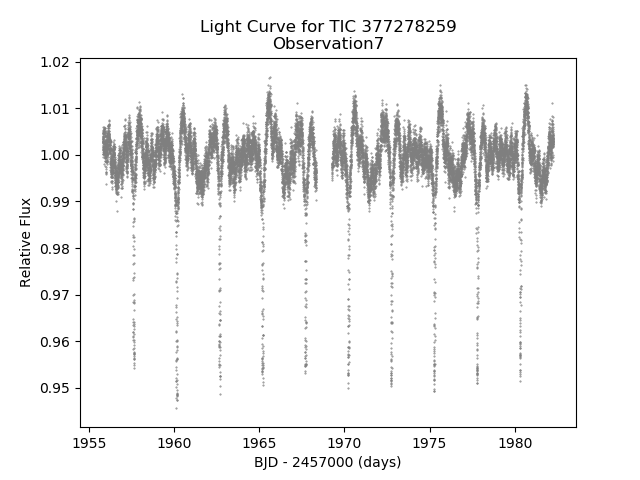 Light Curve for TIC 377278259
Observation7
1.02
1.01
1.00
0.99
0.98
0.97
0.96
0.95
Relative Flux
1955 1960 1965 1970 1975 1980
BJD - 2457000 (days)